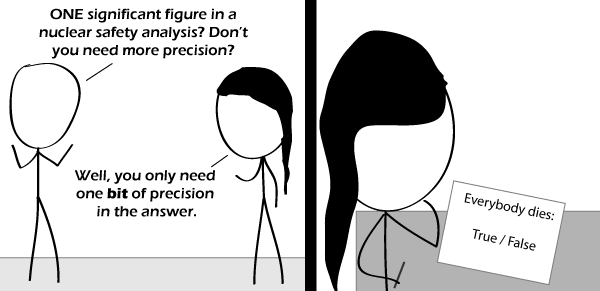 ONE significant figure in a
nuclear safety analysis? Don't
you need more precision?
Well, you only need
one bit of precision
in the answer.
Everybody dies:
True / False